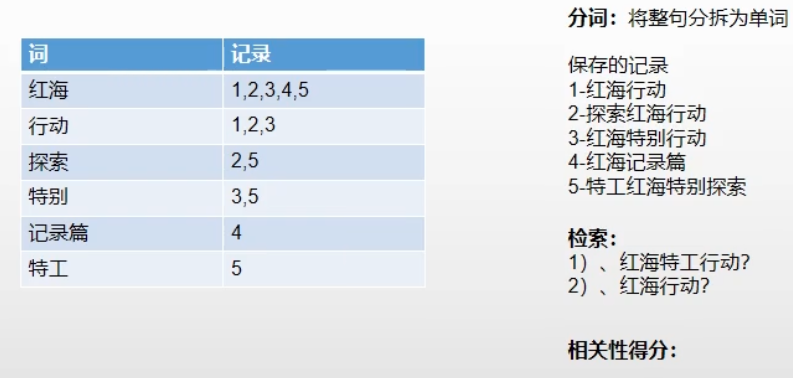 词 记录
红海 1,2,3,4,5
行动 1,2,3
探索 2,5
特别 3,5
记录篇 4
特工 5
分词：将整句分拆为单词
保存的记录
1-红海行动
2-探索红海行动
3-红海特别行动
4-红海记录篇
5-特工红海特别探索
检索：
1）、红海特工行动?
2）、红海行动?
相关性得分：